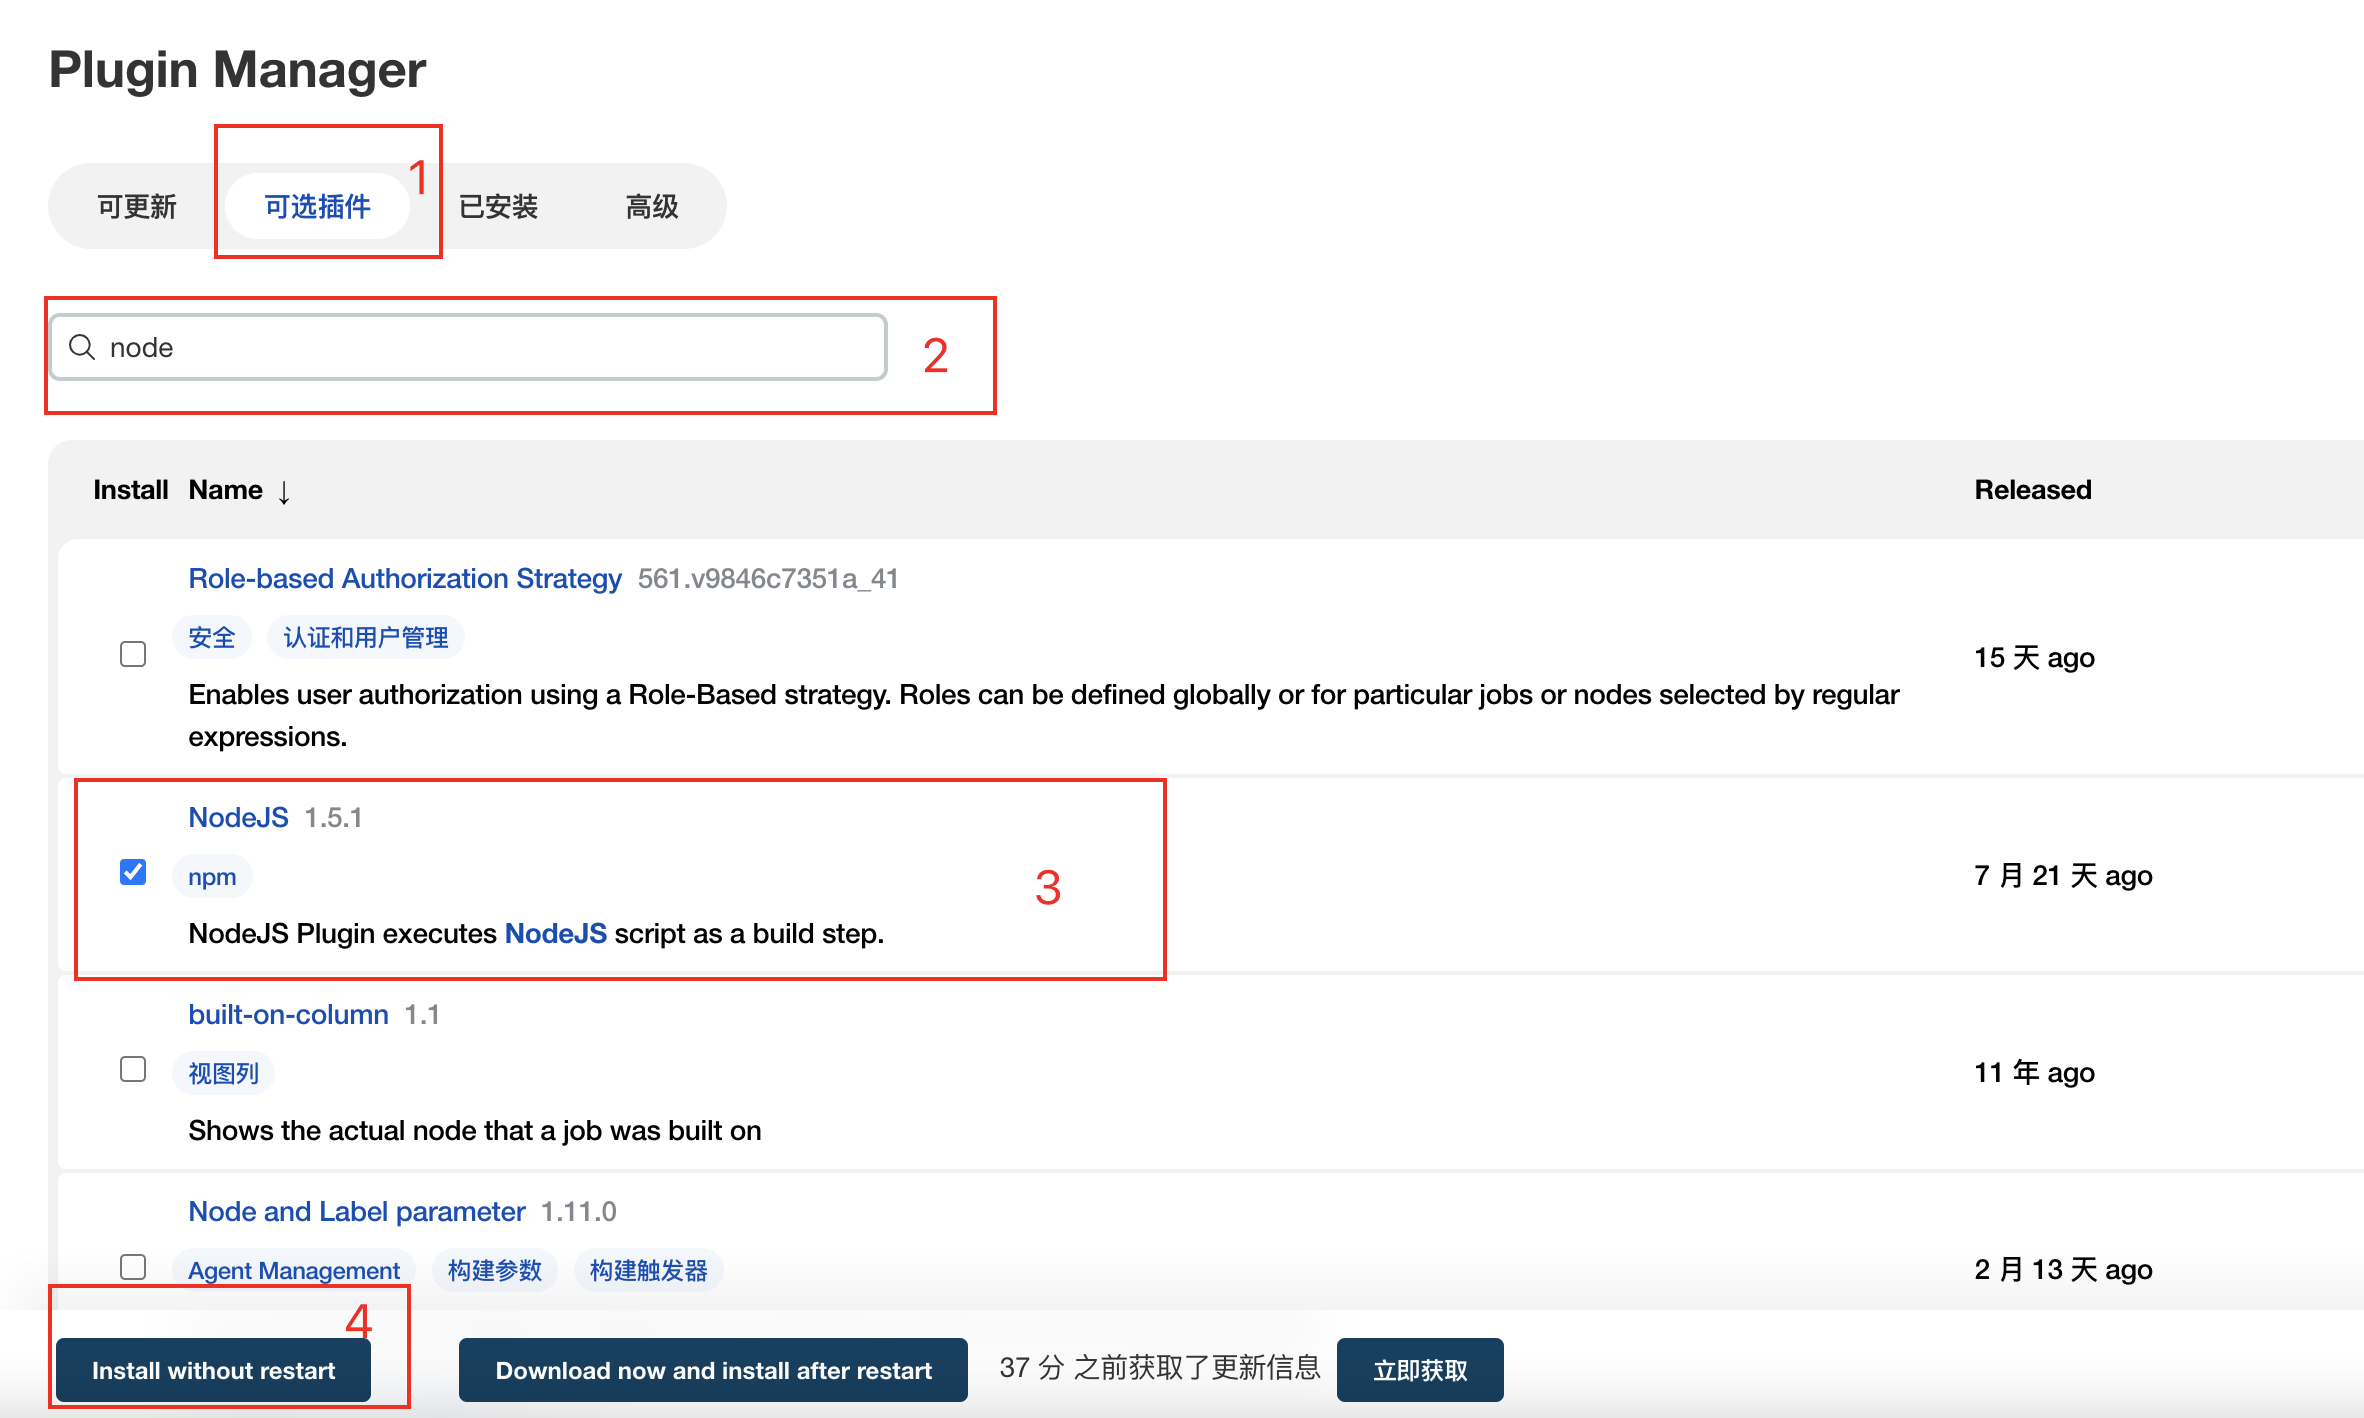 Plugin Manager
1
可更新 可选插件 已安装 高级
node 2
Install Name ↓ Released
Role-based Authorization Strategy 561.v9846c7351a_41
安全 认证和用户管理
15 天 ago
Enables user authorization using a Role-Based strategy. Roles can be defined globally or for particular jobs or nodes selected by regular
expressions.
NodeJS 1.5.1
npm 3 7 月 21 天 ago
NodeJS Plugin executes NodeJS script as a build step.
built-on-column 1.1
视图列 11 年 ago
Shows the actual node that a job was built on
Node and Label parameter 1.11.0
Agent Management 构建参数 构建触发器 2 月 13 天 ago
4
Install without restart Download now and install after restart 37 分 之前获取了更新信息 立即获取